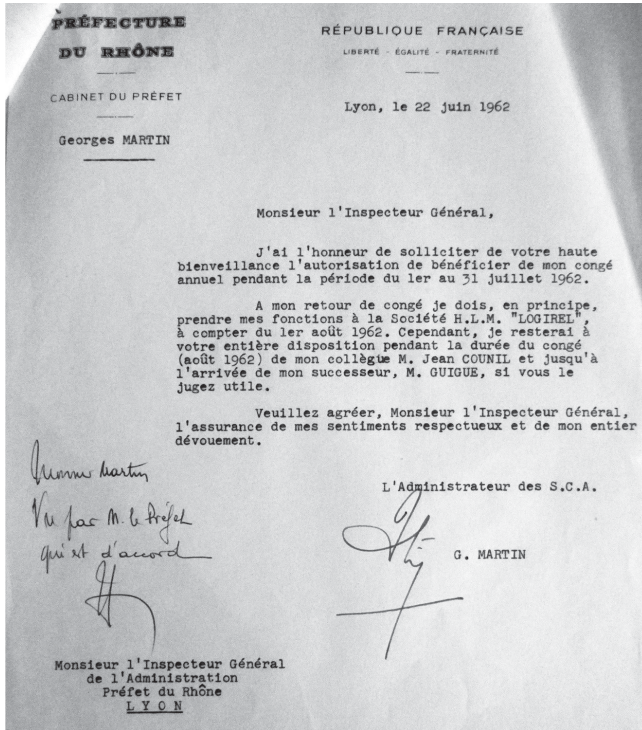 PRÉFECTURE
DU RHÔNE
CABINET DU PRÉFET
Georges MARTIN
RÉPUBLIQUE FRANÇAISE
LIBERTÉ - ÉGALITÉ - FRATERNITÉ
Lyon, le 22 juin 1962
Monsieur l'Inspecteur Général,
J'ai l'honneur de solliciter de votre haute
bienveillance l'autorisation de bénéficier de mon congé
annuel pendant la période du 1er au 31 juillet 1962.
A mon retour de congé je dois, en principe,
prendre mes fonctions à la Société H.L.M. "LOGIREL",
à compter du 1er août 1962. Cependant, je resterai à
votre entière disposition pendant la durée du congé
(août 1962) de mon collègue M. Jean COUNIL et jusqu'à
l'arrivée de mon successeur, M. GUIGUE, si vous le
jugez utile.
Veuillez agréer, Monsieur l'Inspecteur Général,
l'assurance de mes sentiments respectueux et de mon entier
dévouement.
L'Administrateur des S.C.A.
G. MARTIN
Monsieur Martin
Vu par M. le Préfet
qui est d'accord
Monsieur l'Inspecteur Général
de l'Administration
Préfet du Rhône
LYON